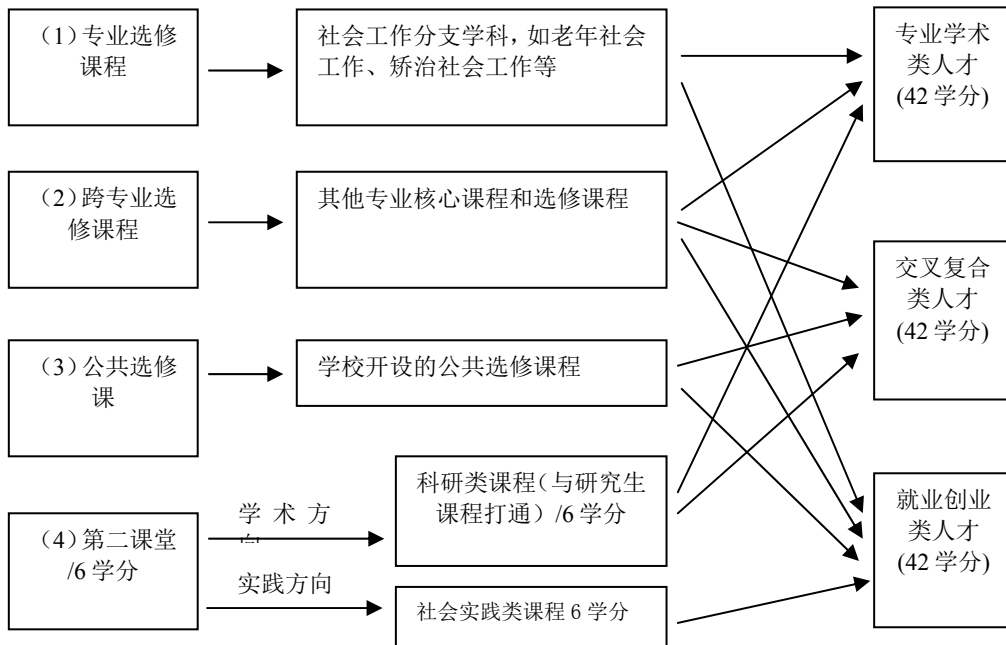 （1）专业选修
课程
社会工作分支学科，如老年社会
工作、矫治社会工作等
专业学术
类人才
(42 学分)
（2）跨专业选
修课程
其他专业核心课程和选修课程
交叉复合
类人才
(42 学分)
（3）公共选修
课
学校开设的公共选修课程
（4）第二课堂
/6 学分
学 术 方
科研类课程（与研究生
课程打通）/6 学分
实践方向
社会实践类课程 6 学分
就业创业
类人才
(42 学分)